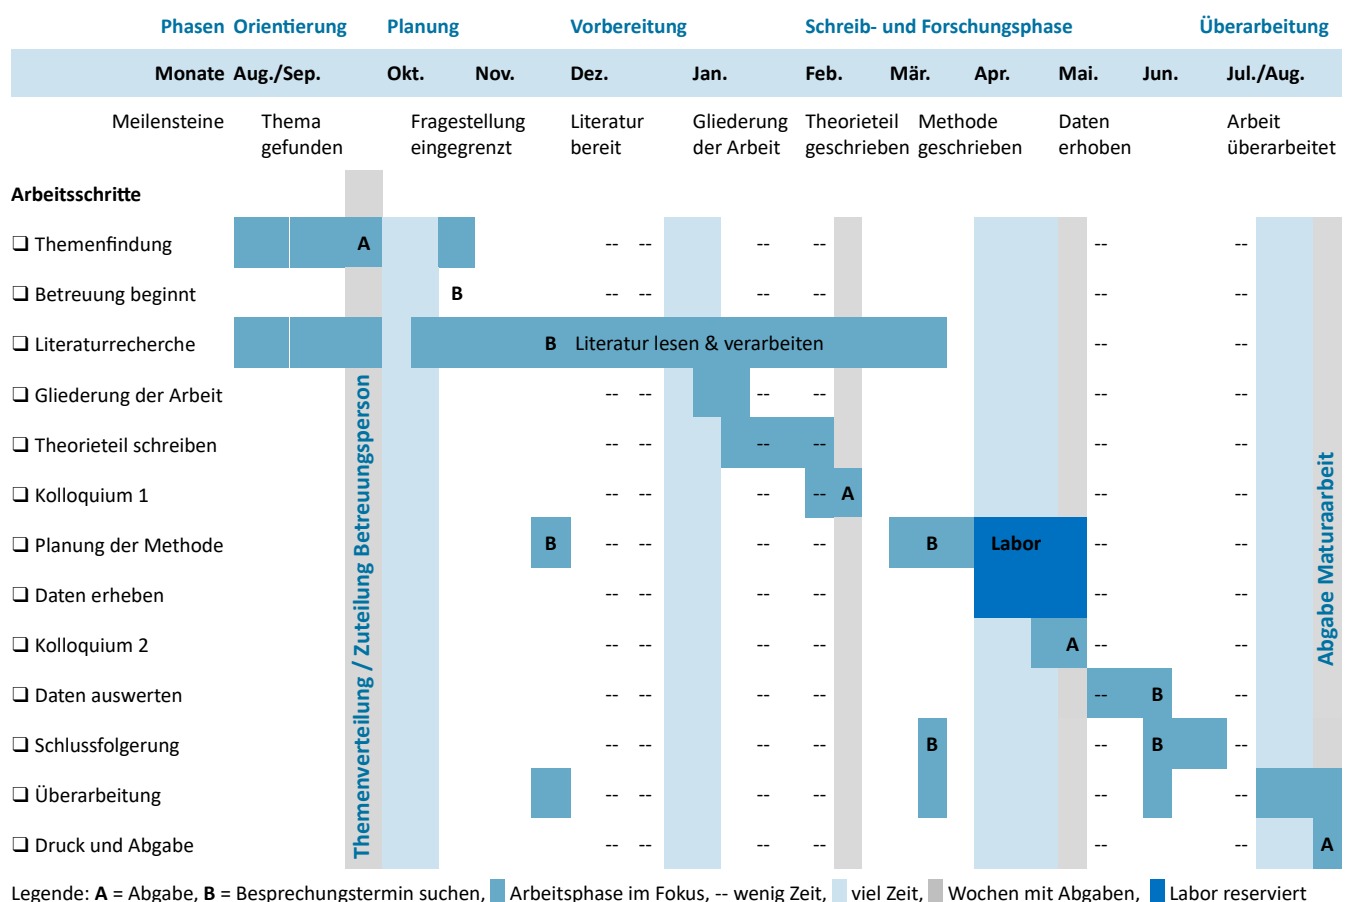 Phasen Orientierung Planung Vorbereitung Schreib- und Forschungsphase Überarbeitung
Monate Aug./Sep. Okt. Nov. Dez. Jan. Feb. Mär. Apr. Mai. Jun. Jul./Aug.
Meilensteine Thema Fragestellung Literatur Gliederung Theorieteil Methode Daten Arbeit
gefunden eingegrenzt bereit der Arbeit geschrieben geschrieben erhoben überarbeitet
Arbeitsschritte
❑ Themenfindung A -- -- -- -- -- --
❑ Betreuung beginnt B -- -- -- -- -- --
❑ Literaturrecherche B Literatur lesen & verarbeiten -- --
❑ Gliederung der Arbeit -- -- -- -- -- --
❑ Theorieteil schreiben -- -- -- -- -- --
❑ Kolloquium 1 -- -- -- -- A -- --
❑ Planung der Methode B -- -- -- -- B Labor -- --
❑ Daten erheben -- -- -- -- -- --
❑ Kolloquium 2 -- -- -- -- A -- --
❑ Daten auswerten -- -- -- -- -- B --
❑ Schlussfolgerung -- -- -- -- B -- B --
❑ Überarbeitung -- -- -- -- --
❑ Druck und Abgabe -- -- -- -- -- -- A
Themenverteilung / Zuteilung Betreuungsperson
Abgabe Maturaarbeit
Legende: A = Abgabe, B = Besprechungstermin suchen, Arbeitsphase im Fokus, -- wenig Zeit, viel Zeit, Wochen mit Abgaben, Labor reserviert